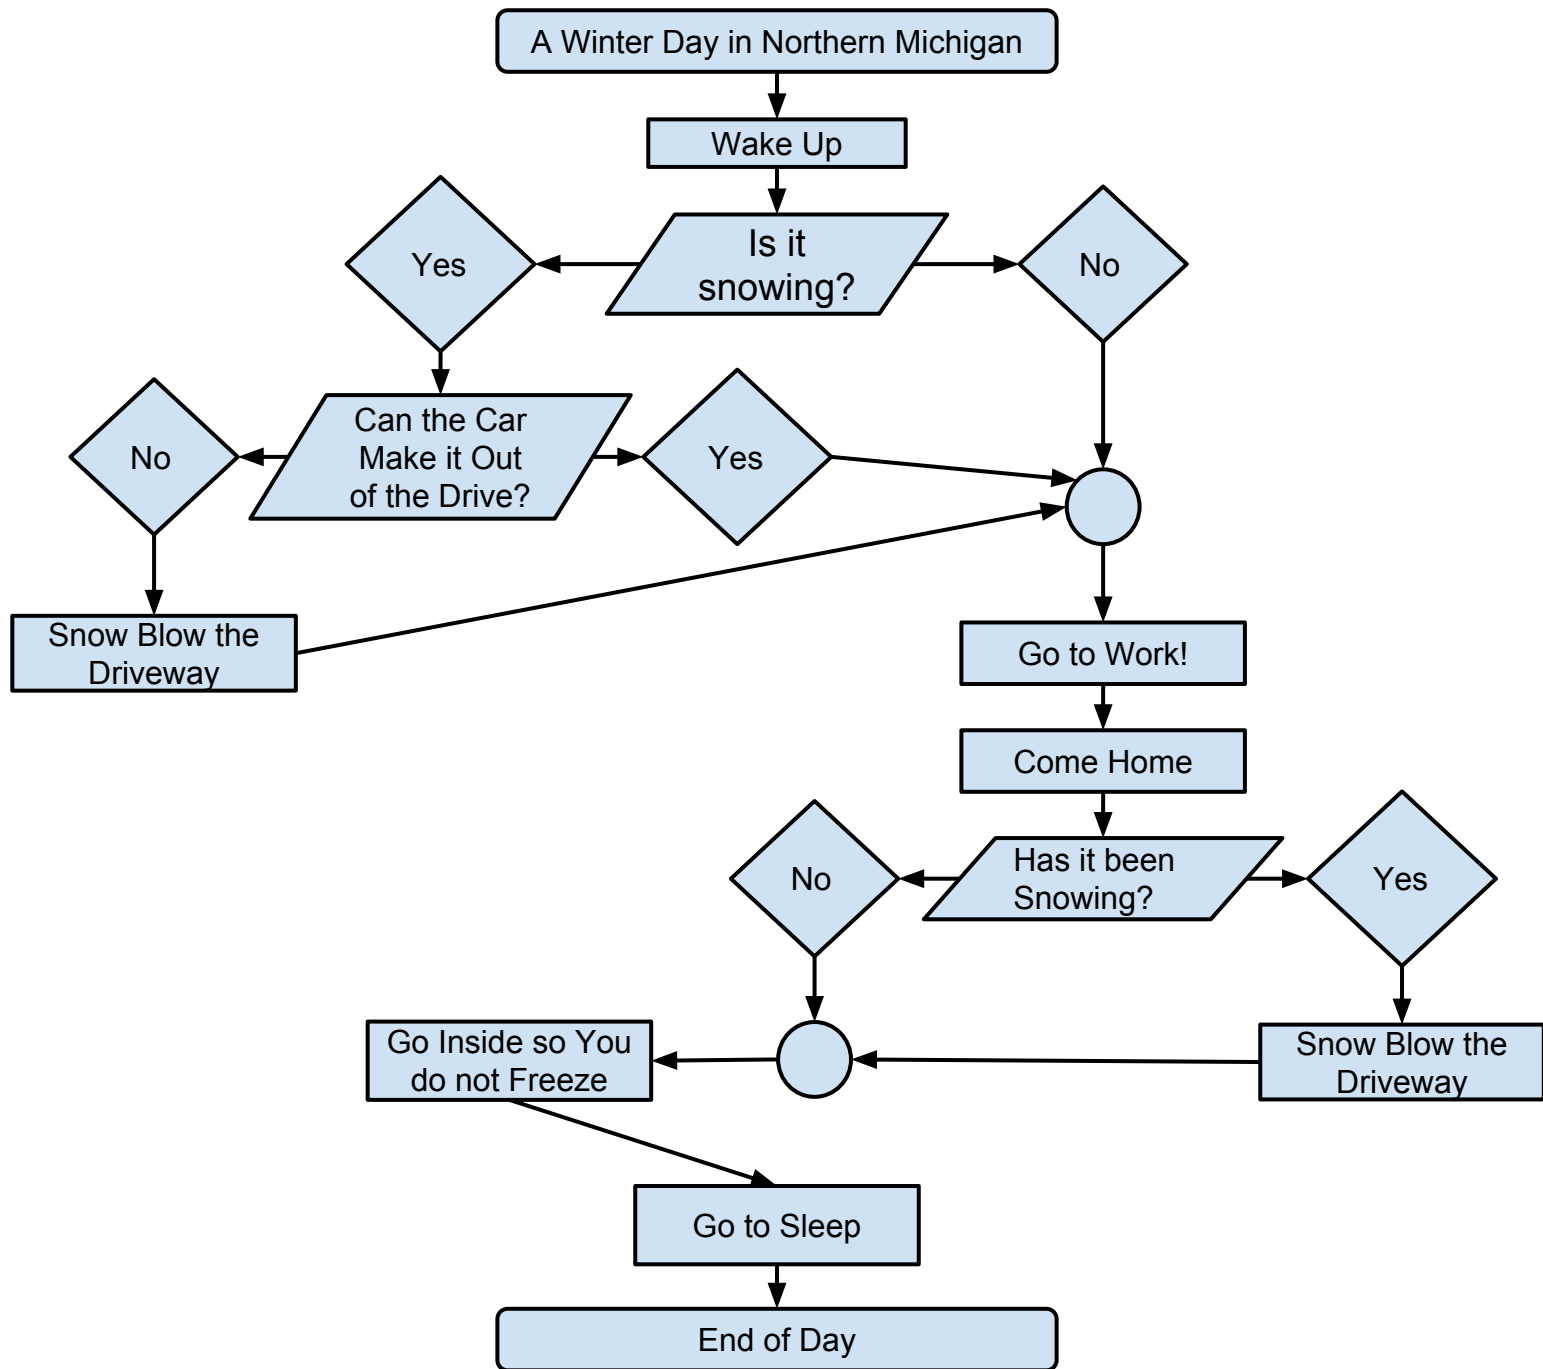 A Winter Day in Northern Michigan
Wake Up
Yes
Is it
snowing?
No
No
Can the Car
Make it Out
of the Drive?
Yes
Snow Blow the
Driveway
Go to Work!
Come Home
No
Has it been
Snowing?
Yes
Go Inside so You
do not Freeze
Snow Blow the
Driveway
Go to Sleep
End of Day